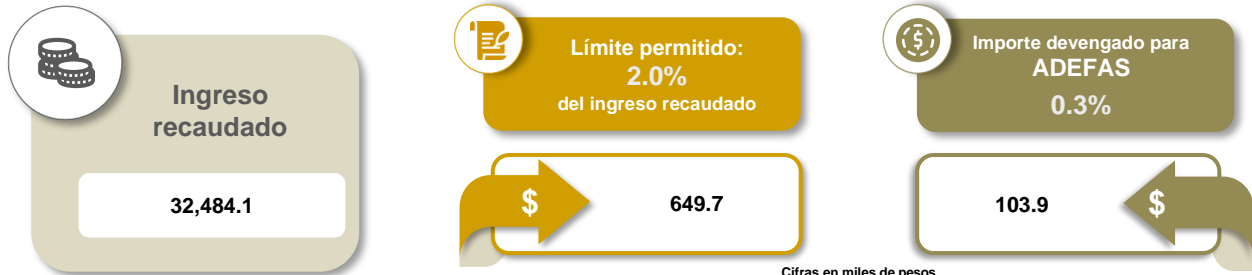 Ingreso
recaudado
32,484.1
Límite permitido:
2.0%
del ingreso recaudado
$
649.7
Importe devengado para
ADEFAS
0.3%
103.9
$
Cifras en miles de pesos